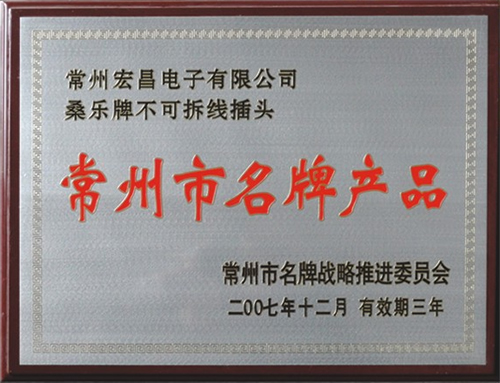 常州宏昌电子有限公司
桑乐牌不可拆线插头
常州市名牌产品
常州市名牌战略推进委员会
二00七年十二月 有效期三年